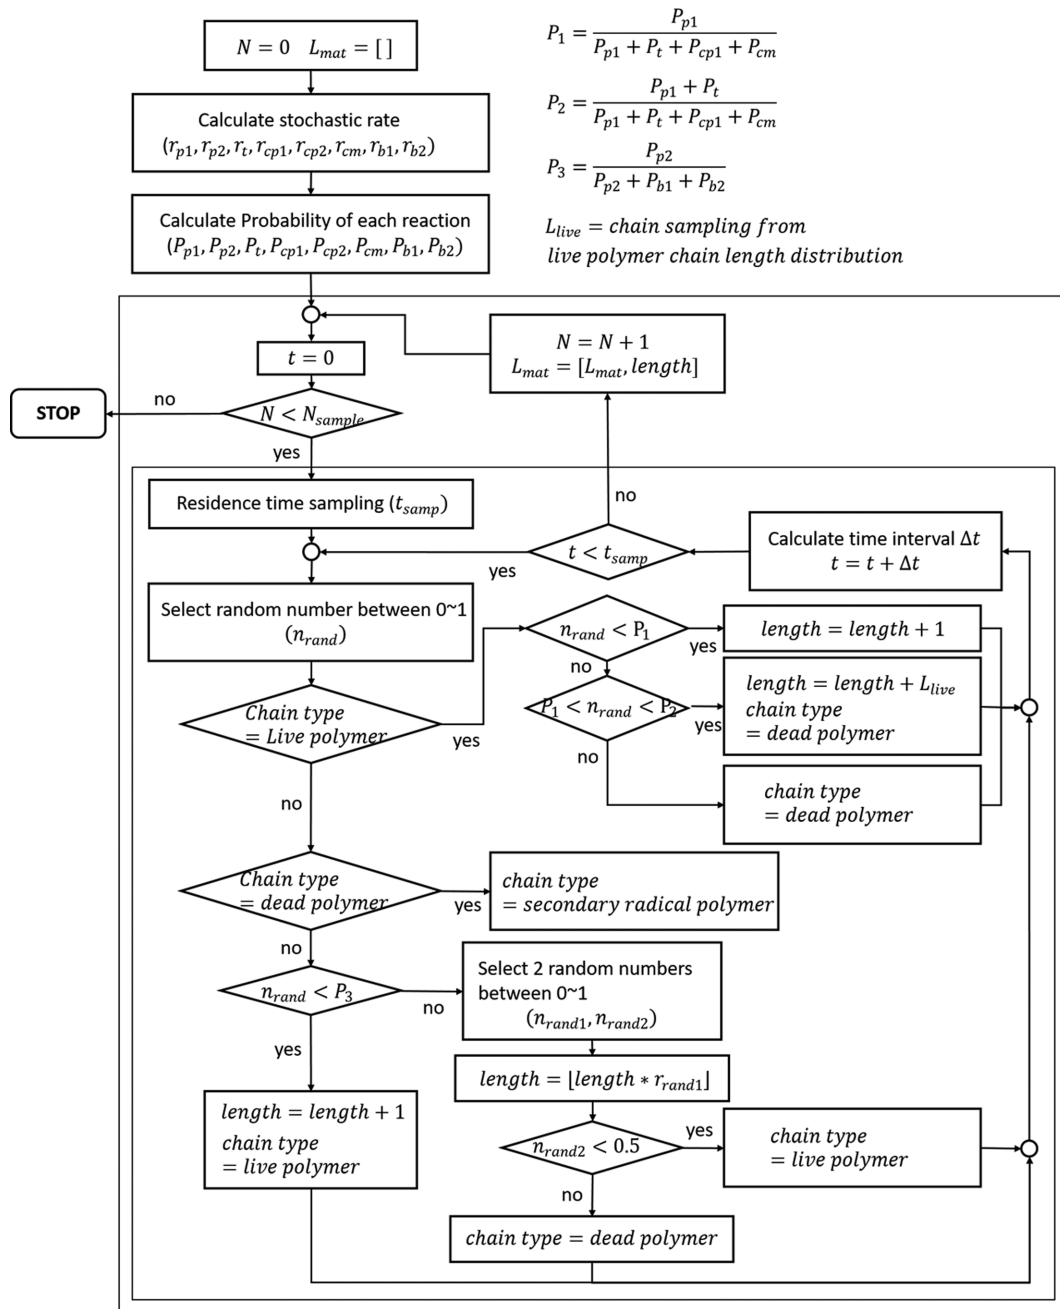 N = 0 L_mat = [ ]
Calculate stochastic rate
(r_p1, r_p2, r_t, r_cp1, r_cp2, r_cm, r_b1, r_b2)
Calculate Probability of each reaction
(P_p1, P_p2, P_t, P_cp1, P_cp2, P_cm, P_b1, P_b2)
P_1 = P_p1 / (P_p1 + P_t + P_cp1 + P_cm)
P_2 = (P_p1 + P_t) / (P_p1 + P_t + P_cp1 + P_cm)
P_3 = P_p2 / (P_p2 + P_b1 + P_b2)
L_live = chain sampling from
live polymer chain length distribution
t = 0
N = N + 1
L_mat = [L_mat, length]
STOP
no
N < N_sample
yes
Residence time sampling (t_samp)
no
t < t_samp
yes
Calculate time interval Δt
t = t + Δt
Select random number between 0~1
(n_rand)
n_rand < P_1
yes
length = length + 1
no
Chain type
= Live polymer
yes
P_1 < n_rand < P_2
yes
length = length + L_live
chain type
= dead polymer
no
chain type
= dead polymer
no
Chain type
= dead polymer
yes
chain type
= secondary radical polymer
no
n_rand < P_3
no
Select 2 random numbers
between 0~1
(n_rand1, n_rand2)
yes
length = ⌊length * r_rand1⌋
length = length + 1
chain type
= live polymer
n_rand2 < 0.5
yes
chain type
= live polymer
no
chain type = dead polymer